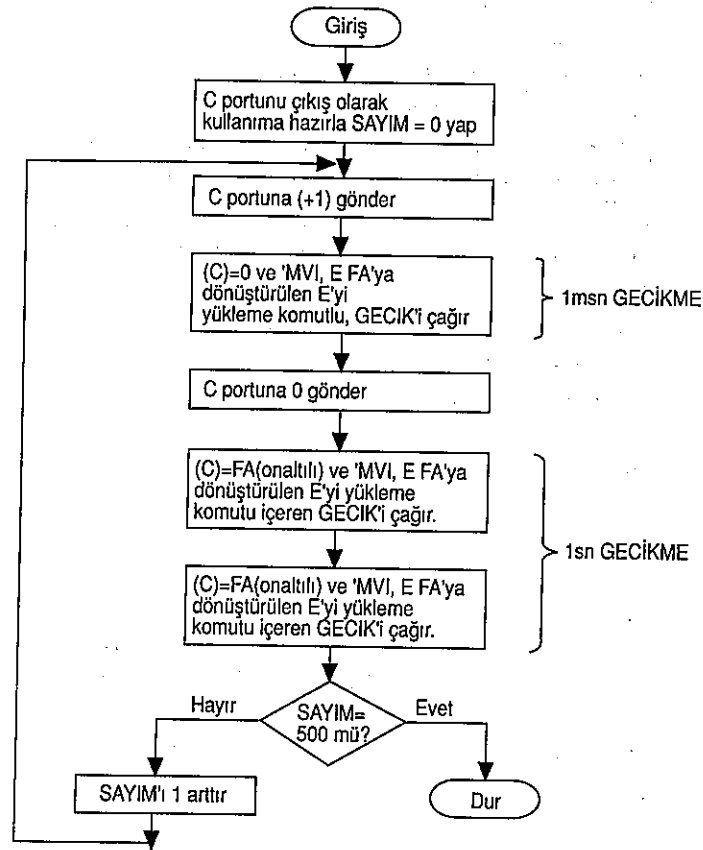 Giriş
C portunu çıkış olarak
kullanıma hazırla SAYIM = 0 yap
C portuna (+1) gönder
(C)=0 ve 'MVI, E FA'ya
dönüştürülen E'yi
yükleme komutlu, GECIK'i çağır
1msn GECİKME
C portuna 0 gönder
(C)=FA(onaltılı) ve 'MVI, E FA'ya
dönüştürülen E'yi yükleme
komutu içeren GECIK'i çağır.
1sn GECİKME
(C)=FA(onaltılı) ve 'MVI, E FA'ya
dönüştürülen E'yi yükleme
komutu içeren GECIK'i çağır.
Hayır
SAYIM=
500 mü?
Evet
SAYIM'ı 1 arttır
Dur